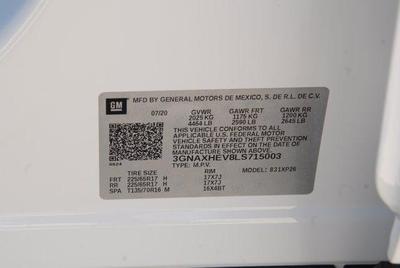 GM
MFD BY GENERAL MOTORS DE MEXICO, S. DE R.L. DE C.V.
07/20 GVWR GAWR FRT GAWR RR
2025 KG 1175 KG 1200 KG
4464 LB 2590 LB 2645 LB
THIS VEHICLE CONFORMS TO ALL
APPLICABLE U.S. FEDERAL MOTOR
VEHICLE SAFETY AND THEFT PREVENTION
STANDARDS IN EFFECT ON THE DATE OF
MANUFACTURE SHOWN ABOVE.
3GNAXHEV8LS715003
TYPE: M.P.V. MODEL: 831XP26
TIRE SIZE RIM
FRT 225/65R17 H 17X7J
RR 225/65R17 H 17X7J
SPA T135/70R16 M 16X4BT